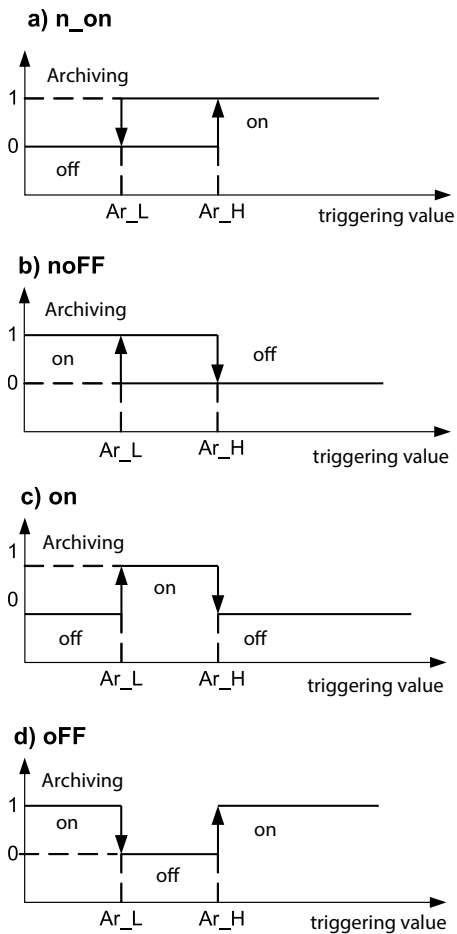 a) n_on
Archiving
1
on
0
off
Ar_L Ar_H
triggering value
b) noFF
Archiving
1
on off
0
Ar_L Ar_H
triggering value
c) on
Archiving
1
on
0
off off
Ar_L Ar_H
triggering value
d) oFF
Archiving
1
on on
0
off
Ar_L Ar_H
triggering value